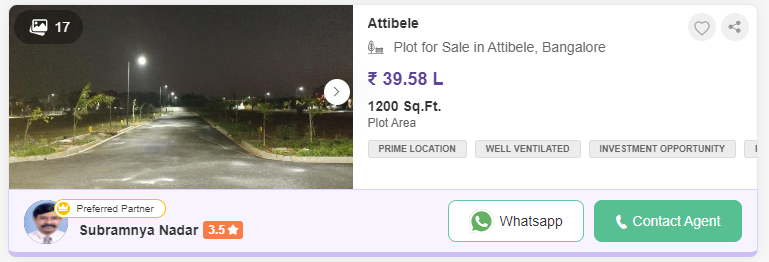 17
Attibele
Plot for Sale in Attibele, Bangalore
₹ 39.58 L
1200 Sq.Ft.
Plot Area
PRIME LOCATION
WELL VENTILATED
INVESTMENT OPPORTUNITY
Preferred Partner
Subramnya Nadar 3.5
Whatsapp
Contact Agent